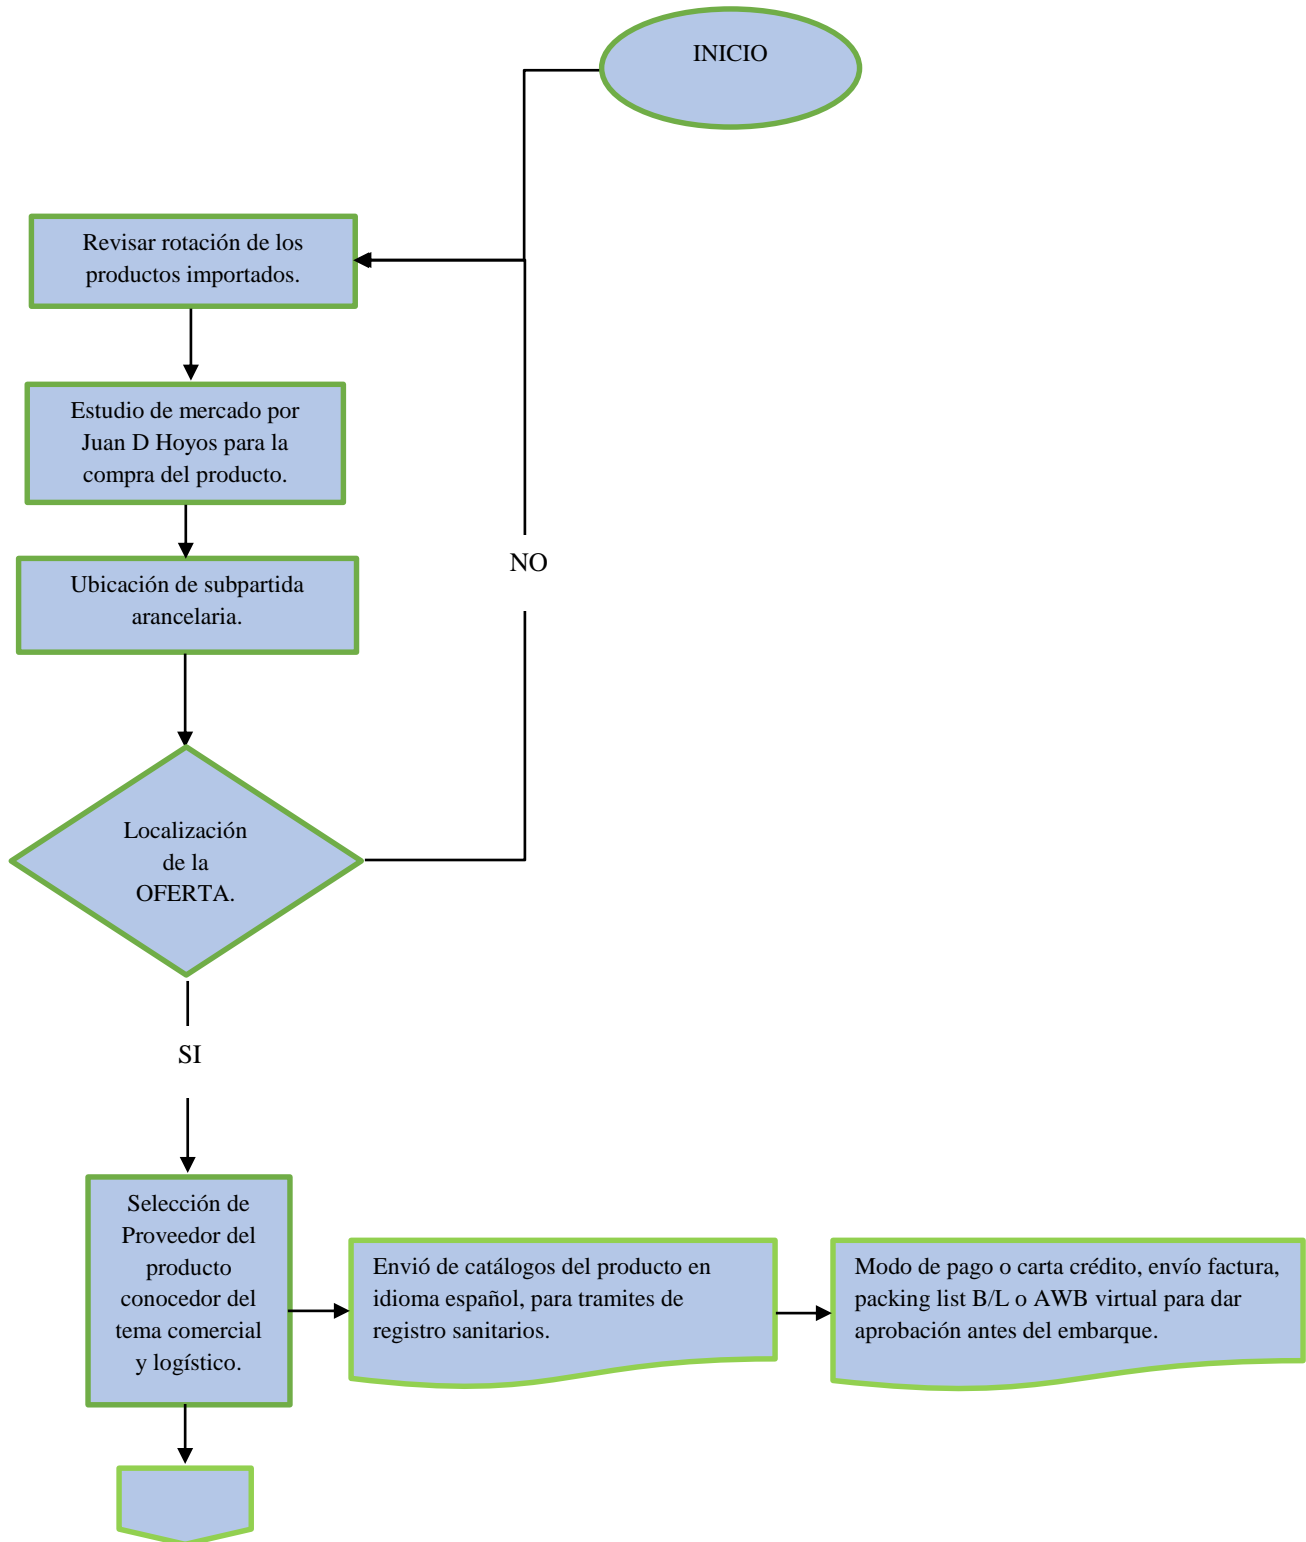 INICIO
Revisar rotación de los
productos importados.
Estudio de mercado por
Juan D Hoyos para la
compra del producto.
Ubicación de subpartida
arancelaria.
NO
Localización
de la
OFERTA.
SI
Selección de
Proveedor del
producto
conocedor del
tema comercial
y logístico.
Envió de catálogos del producto en
idioma español, para tramites de
registro sanitarios.
Modo de pago o carta crédito, envío factura,
packing list B/L o AWB virtual para dar
aprobación antes del embarque.